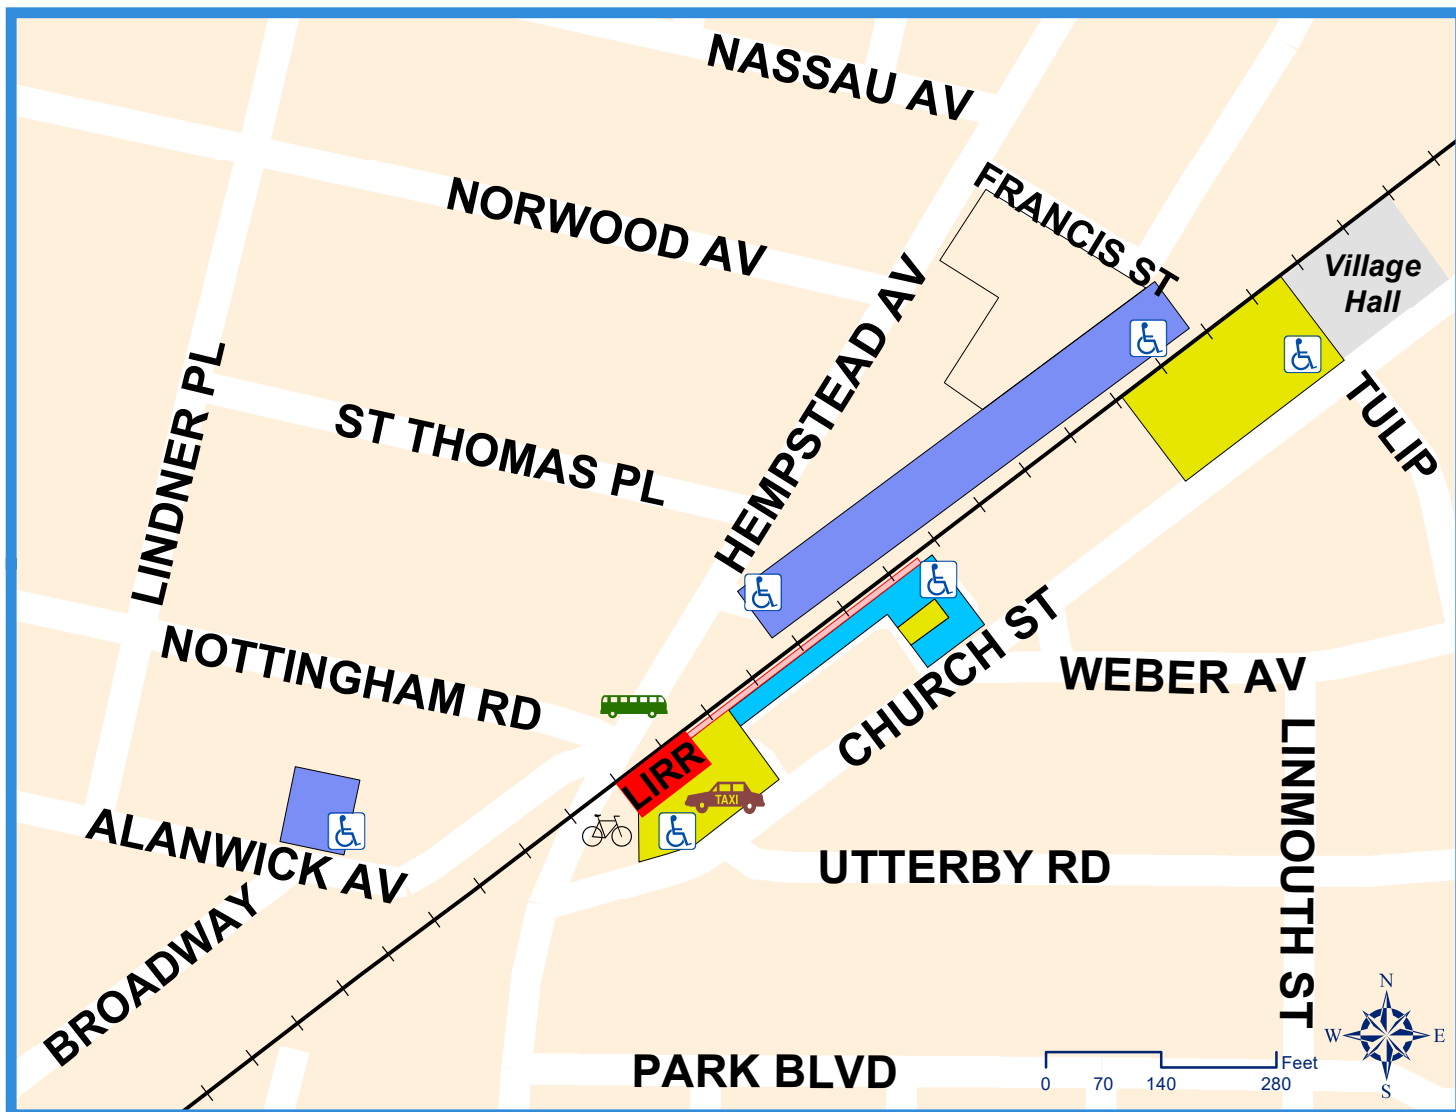 NASSAU AV
FRANCIS ST
NORWOOD AV
Village
Hall
HEMPSTEAD AV
LINDNER PL
ST THOMAS PL
TULIP
CHURCH ST
NOTTINGHAM RD
WEBER AV
LINMOUTH ST
LIRR
TAXI
ALANWICK AV
UTTERBY RD
BROADWAY
PARK BLVD
N
W
E
S
Feet
0 70 140 280